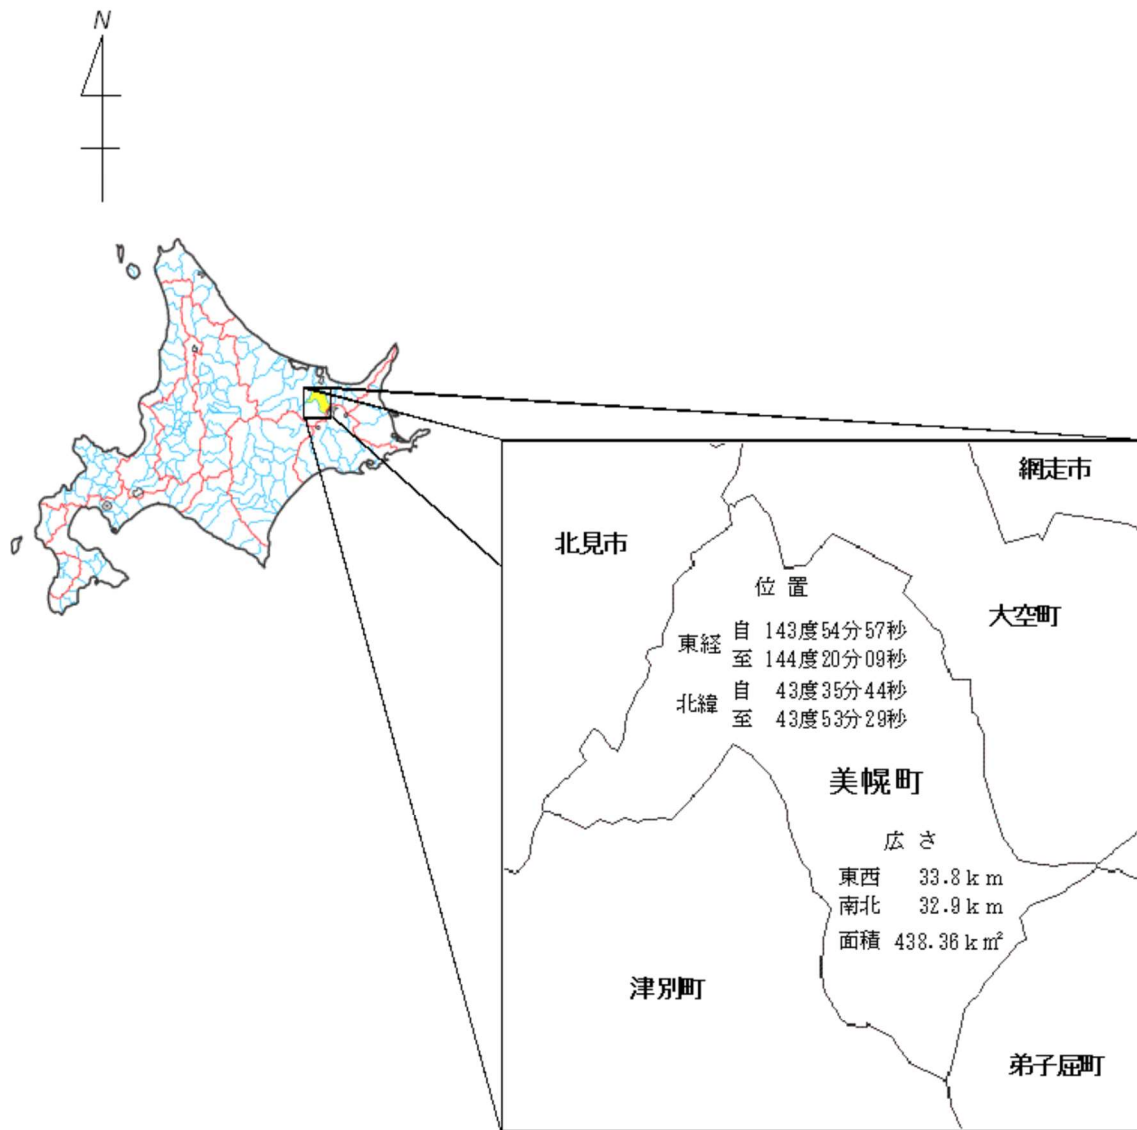 N
網走市
北見市
位 置
大空町
東経 自 143度54分57秒
至 144度20分09秒
北緯 自 43度35分44秒
至 43度53分29秒
美幌町
広 さ
東西 33.8km
南北 32.9km
面積 438.36km²
津別町
弟子屈町